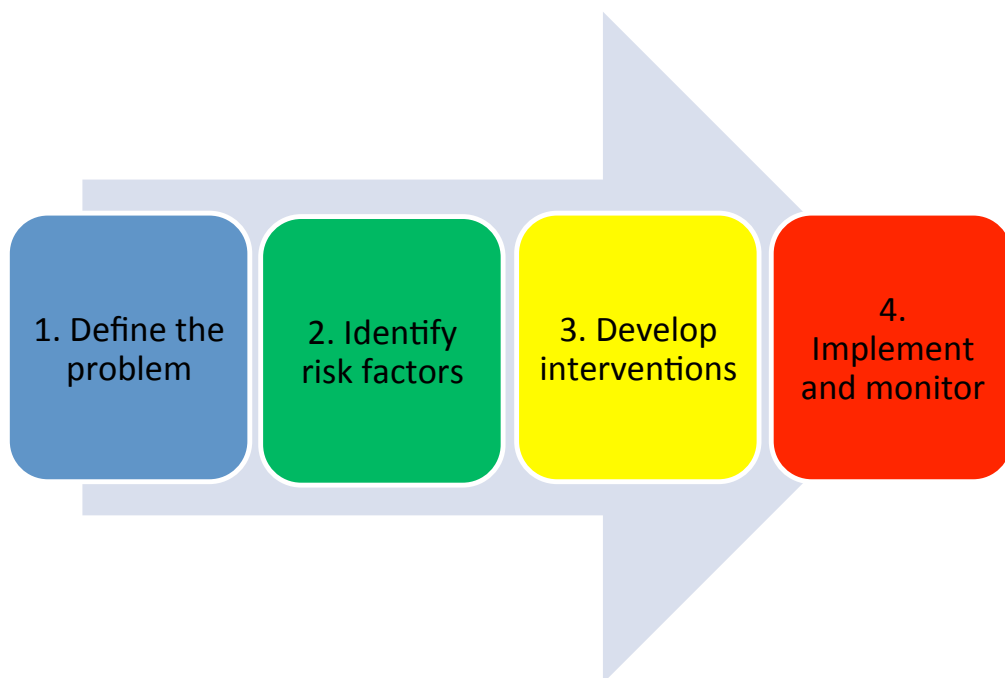 1. Define the
problem
2. Identify
risk factors
3. Develop
interventions
4.
Implement
and monitor